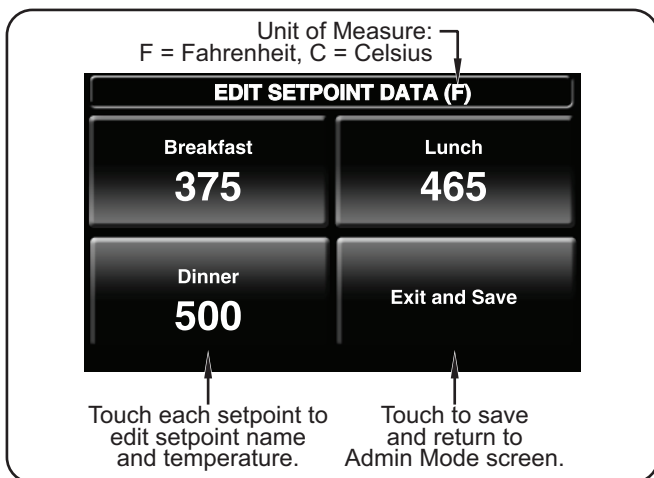 Unit of Measure:
F = Fahrenheit, C = Celsius
EDIT SETPOINT DATA (F)
Breakfast
375
Lunch
465
Dinner
500
Exit and Save
Touch each setpoint to
edit setpoint name
and temperature.
Touch to save
and return to
Admin Mode screen.